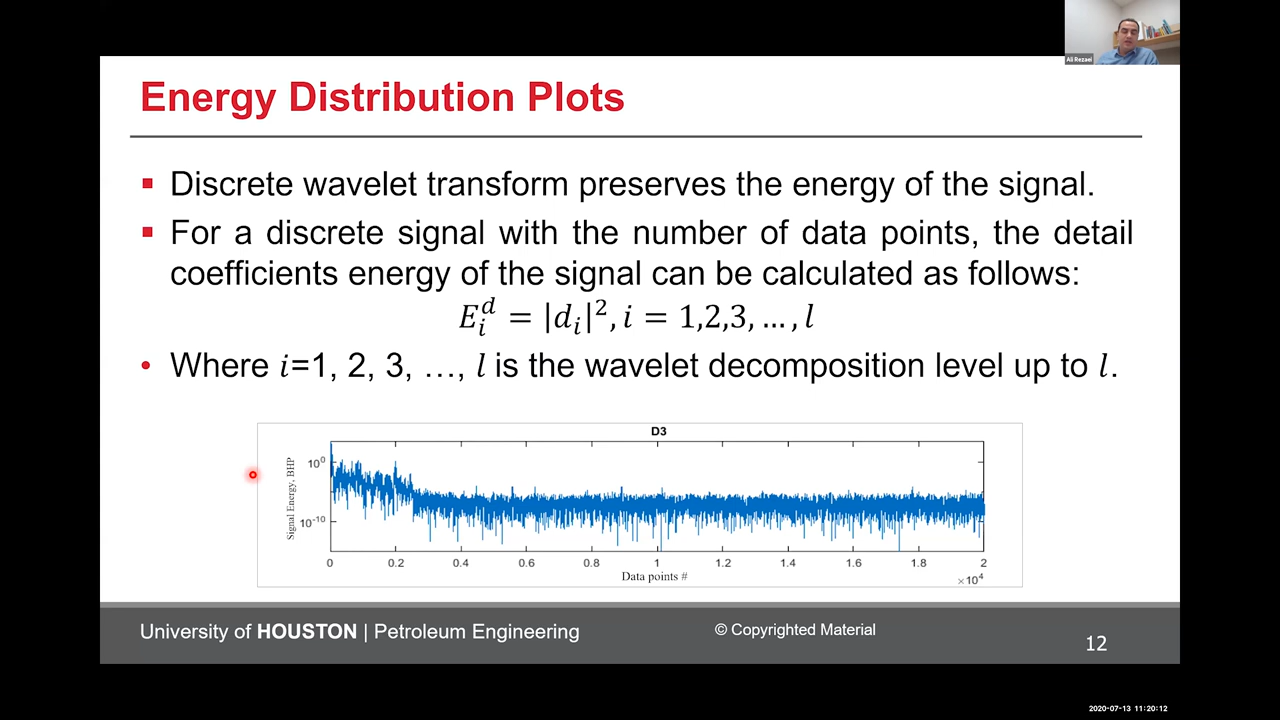 Ali Rezaei
Energy Distribution Plots
▪ Discrete wavelet transform preserves the energy of the signal.
▪ For a discrete signal with the number of data points, the detail
coefficients energy of the signal can be calculated as follows:
E_i^d = |d_i|^2, i = 1,2,3, …, l
• Where i=1, 2, 3, …, l is the wavelet decomposition level up to l.
D3
Signal Energy, BHP
10^0
10^-10
0 0.2 0.4 0.6 0.8 1 1.2 1.4 1.6 1.8 2
Data points #
×10^4
University of HOUSTON | Petroleum Engineering
© Copyrighted Material
12
2020-07-13 11:20:12